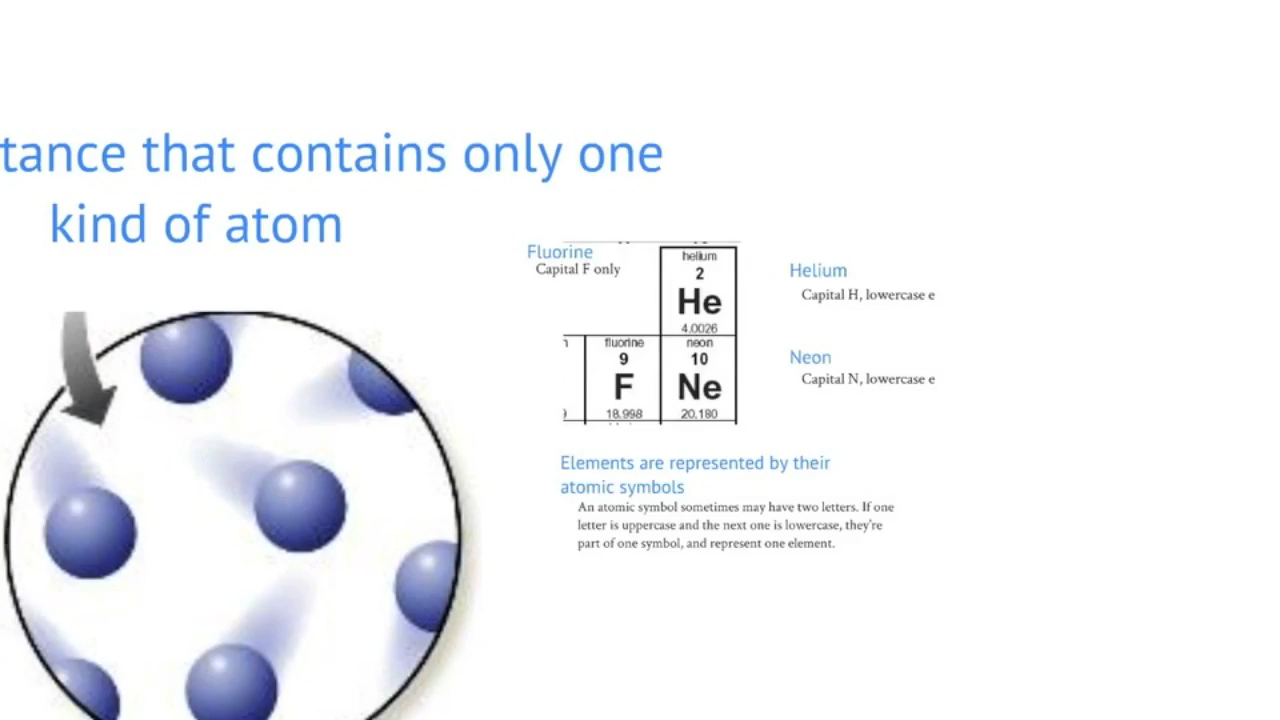 tance that contains only one
kind of atom
Fluorine
Capital F only
helium
2
He
4.0026
fluorine
9
F
18.998
neon
10
Ne
20.180
Helium
Capital H, lowercase e
Neon
Capital N, lowercase e
Elements are represented by their
atomic symbols
An atomic symbol sometimes may have two letters. If one
letter is uppercase and the next one is lowercase, they're
part of one symbol, and represent one element.